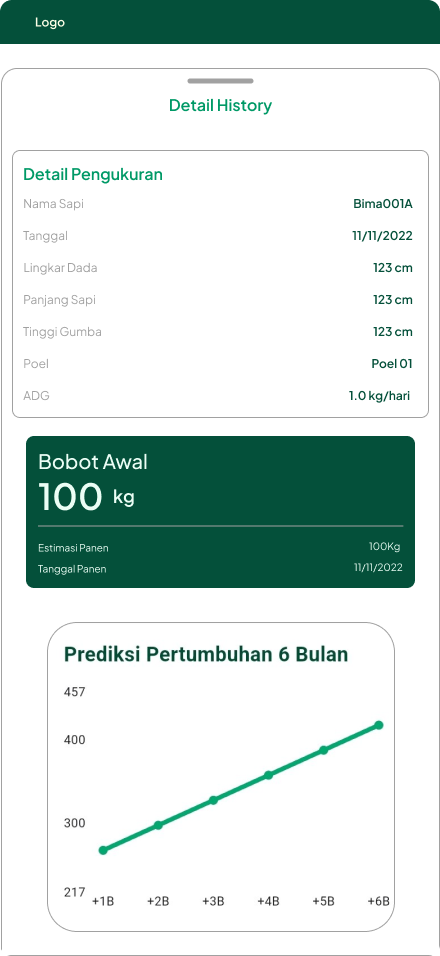 Logo
Detail History
Detail Pengukuran
Nama Sapi Bima001A
Tanggal 11/11/2022
Lingkar Dada 123 cm
Panjang Sapi 123 cm
Tinggi Gumba 123 cm
Poel Poel 01
ADG 1.0 kg/hari
Bobot Awal
100 kg
Estimasi Panen 100Kg
Tanggal Panen 11/11/2022
Prediksi Pertumbuhan 6 Bulan
457
400
300
217
+1B +2B +3B +4B +5B +6B